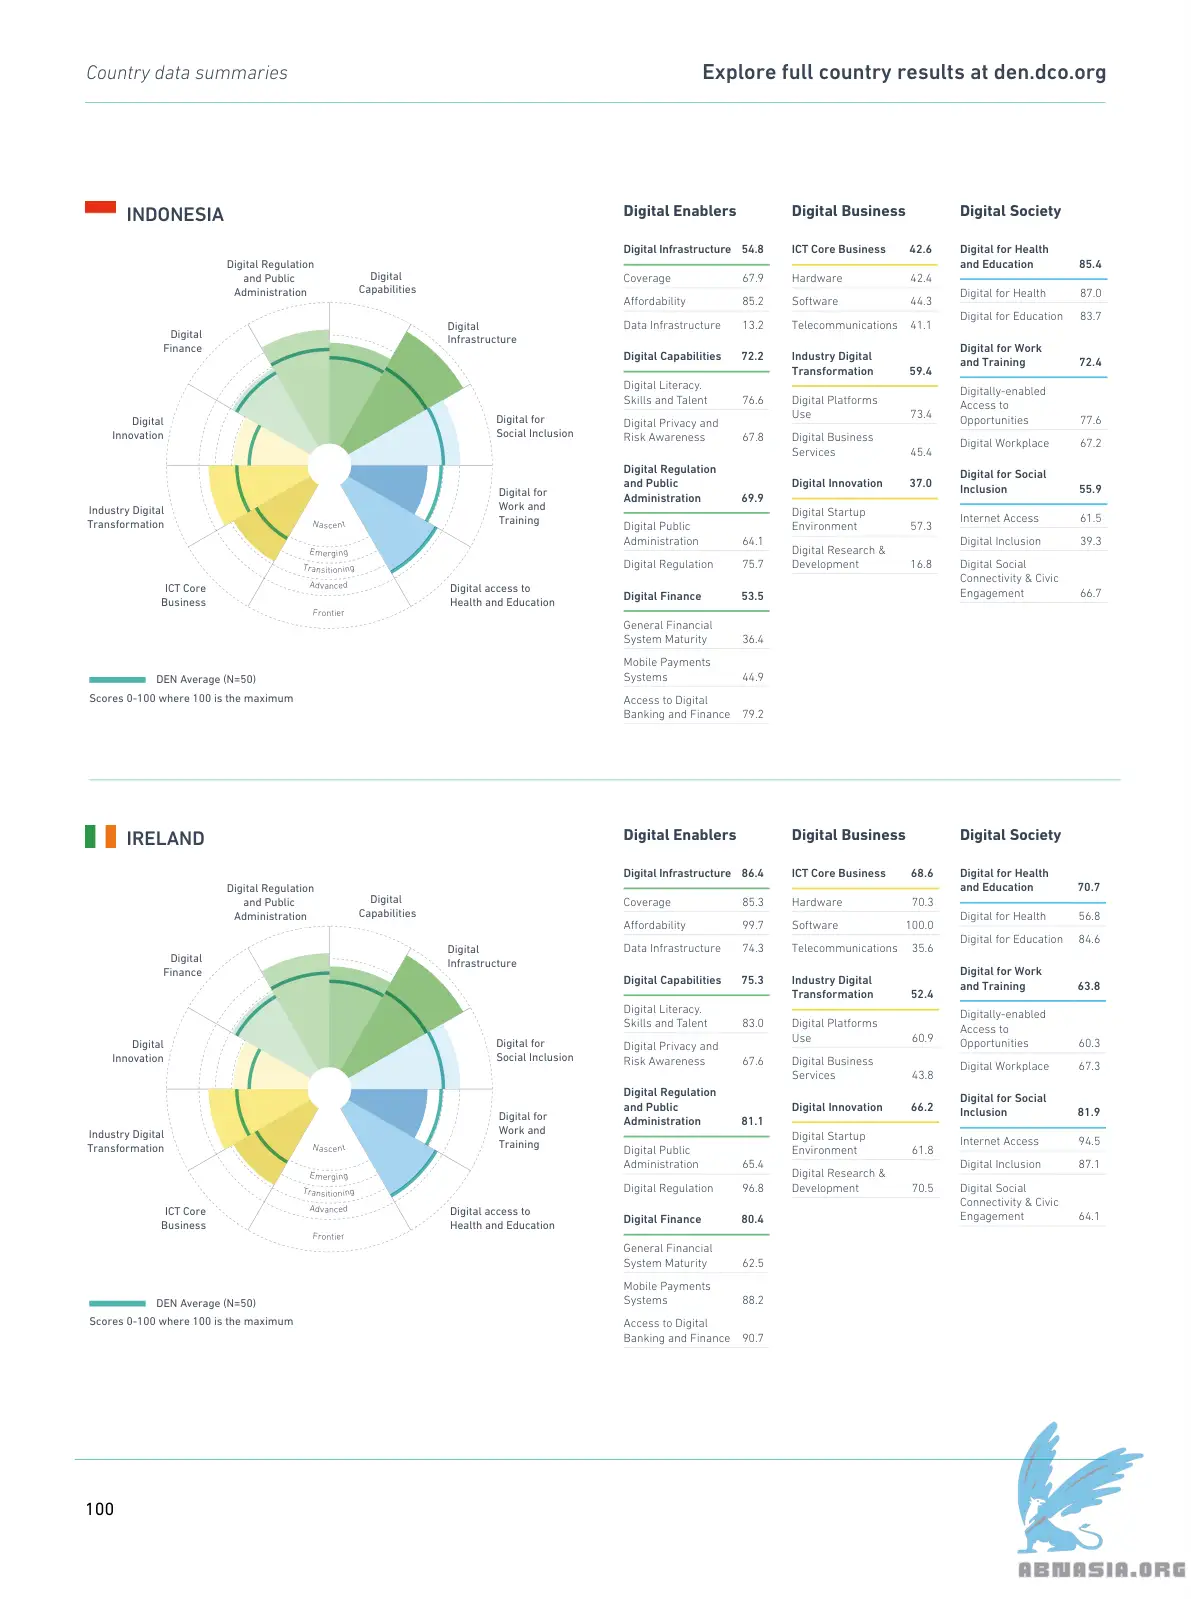 Country data summaries
Explore full country results at den.dco.org
INDONESIA
Digital Regulation
and Public
Administration
Digital
Capabilities
Digital
Finance
Digital
Infrastructure
Digital
Innovation
Digital for
Social Inclusion
Industry Digital
Transformation
Digital for
Work and
Training
ICT Core
Business
Digital access to
Health and Education
Nascent
Emerging
Transitioning
Advanced
Frontier
DEN Average (N=50)
Scores 0-100 where 100 is the maximum
Digital Enablers
Digital Infrastructure 54.8
Coverage 67.9
Affordability 85.2
Data Infrastructure 13.2
Digital Capabilities 72.2
Digital Literacy.
Skills and Talent 76.6
Digital Privacy and
Risk Awareness 67.8
Digital Regulation
and Public
Administration 69.9
Digital Public
Administration 64.1
Digital Regulation 75.7
Digital Finance 53.5
General Financial
System Maturity 36.4
Mobile Payments
Systems 44.9
Access to Digital
Banking and Finance 79.2
Digital Business
ICT Core Business 42.6
Hardware 42.4
Software 44.3
Telecommunications 41.1
Industry Digital
Transformation 59.4
Digital Platforms
Use 73.4
Digital Business
Services 45.4
Digital Innovation 37.0
Digital Startup
Environment 57.3
Digital Research &
Development 16.8
Digital Society
Digital for Health
and Education 85.4
Digital for Health 87.0
Digital for Education 83.7
Digital for Work
and Training 72.4
Digitally-enabled
Access to
Opportunities 77.6
Digital Workplace 67.2
Digital for Social
Inclusion 55.9
Internet Access 61.5
Digital Inclusion 39.3
Digital Social
Connectivity & Civic
Engagement 66.7
IRELAND
Digital Regulation
and Public
Administration
Digital
Capabilities
Digital
Finance
Digital
Infrastructure
Digital
Innovation
Digital for
Social Inclusion
Industry Digital
Transformation
Digital for
Work and
Training
ICT Core
Business
Digital access to
Health and Education
Nascent
Emerging
Transitioning
Advanced
Frontier
DEN Average (N=50)
Scores 0-100 where 100 is the maximum
Digital Enablers
Digital Infrastructure 86.4
Coverage 85.3
Affordability 99.7
Data Infrastructure 74.3
Digital Capabilities 75.3
Digital Literacy.
Skills and Talent 83.0
Digital Privacy and
Risk Awareness 67.6
Digital Regulation
and Public
Administration 81.1
Digital Public
Administration 65.4
Digital Regulation 96.8
Digital Finance 80.4
General Financial
System Maturity 62.5
Mobile Payments
Systems 88.2
Access to Digital
Banking and Finance 90.7
Digital Business
ICT Core Business 68.6
Hardware 70.3
Software 100.0
Telecommunications 35.6
Industry Digital
Transformation 52.4
Digital Platforms
Use 60.9
Digital Business
Services 43.8
Digital Innovation 66.2
Digital Startup
Environment 61.8
Digital Research &
Development 70.5
Digital Society
Digital for Health
and Education 70.7
Digital for Health 56.8
Digital for Education 84.6
Digital for Work
and Training 63.8
Digitally-enabled
Access to
Opportunities 60.3
Digital Workplace 67.3
Digital for Social
Inclusion 81.9
Internet Access 94.5
Digital Inclusion 87.1
Digital Social
Connectivity & Civic
Engagement 64.1
100
ABNASIA.ORG